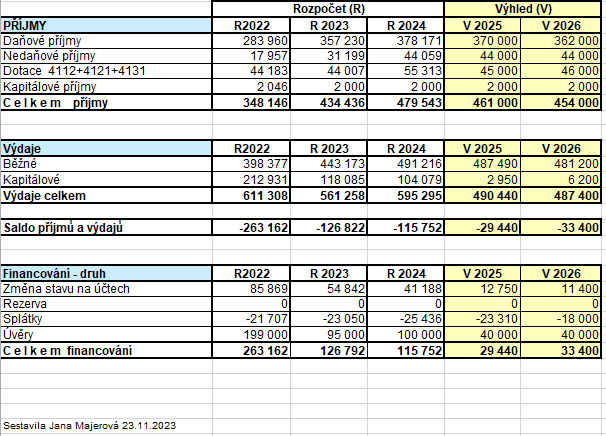 Rozpočet (R) Výhled (V)
PŘÍJMY R2022 R 2023 R 2024 V 2025 V 2026
Daňové příjmy 283 960 357 230 378 171 370 000 362 000
Nedaňové příjmy 17 957 31 199 44 059 44 000 44 000
Dotace 4112+4121+4131 44 183 44 007 55 313 45 000 46 000
Kapitálové příjmy 2 046 2 000 2 000 2 000 2 000
C e l k e m příjmy 348 146 434 436 479 543 461 000 454 000
Výdaje R2022 R 2023 R 2024 V 2025 V 2026
Běžné 398 377 443 173 491 216 487 490 481 200
Kapitálové 212 931 118 085 104 079 2 950 6 200
Výdaje celkem 611 308 561 258 595 295 490 440 487 400
Saldo příjmů a výdajů -263 162 -126 822 -115 752 -29 440 -33 400
Financování - druh R2022 R 2023 R 2024 V 2025 V 2026
Změna stavu na účtech 85 869 54 842 41 188 12 750 11 400
Rezerva 0 0 0 0 0
Splátky -21 707 -23 050 -25 436 -23 310 -18 000
Úvěry 199 000 95 000 100 000 40 000 40 000
C e l k e m financování 263 162 126 792 115 752 29 440 33 400
Sestavila Jana Majerová 23.11.2023